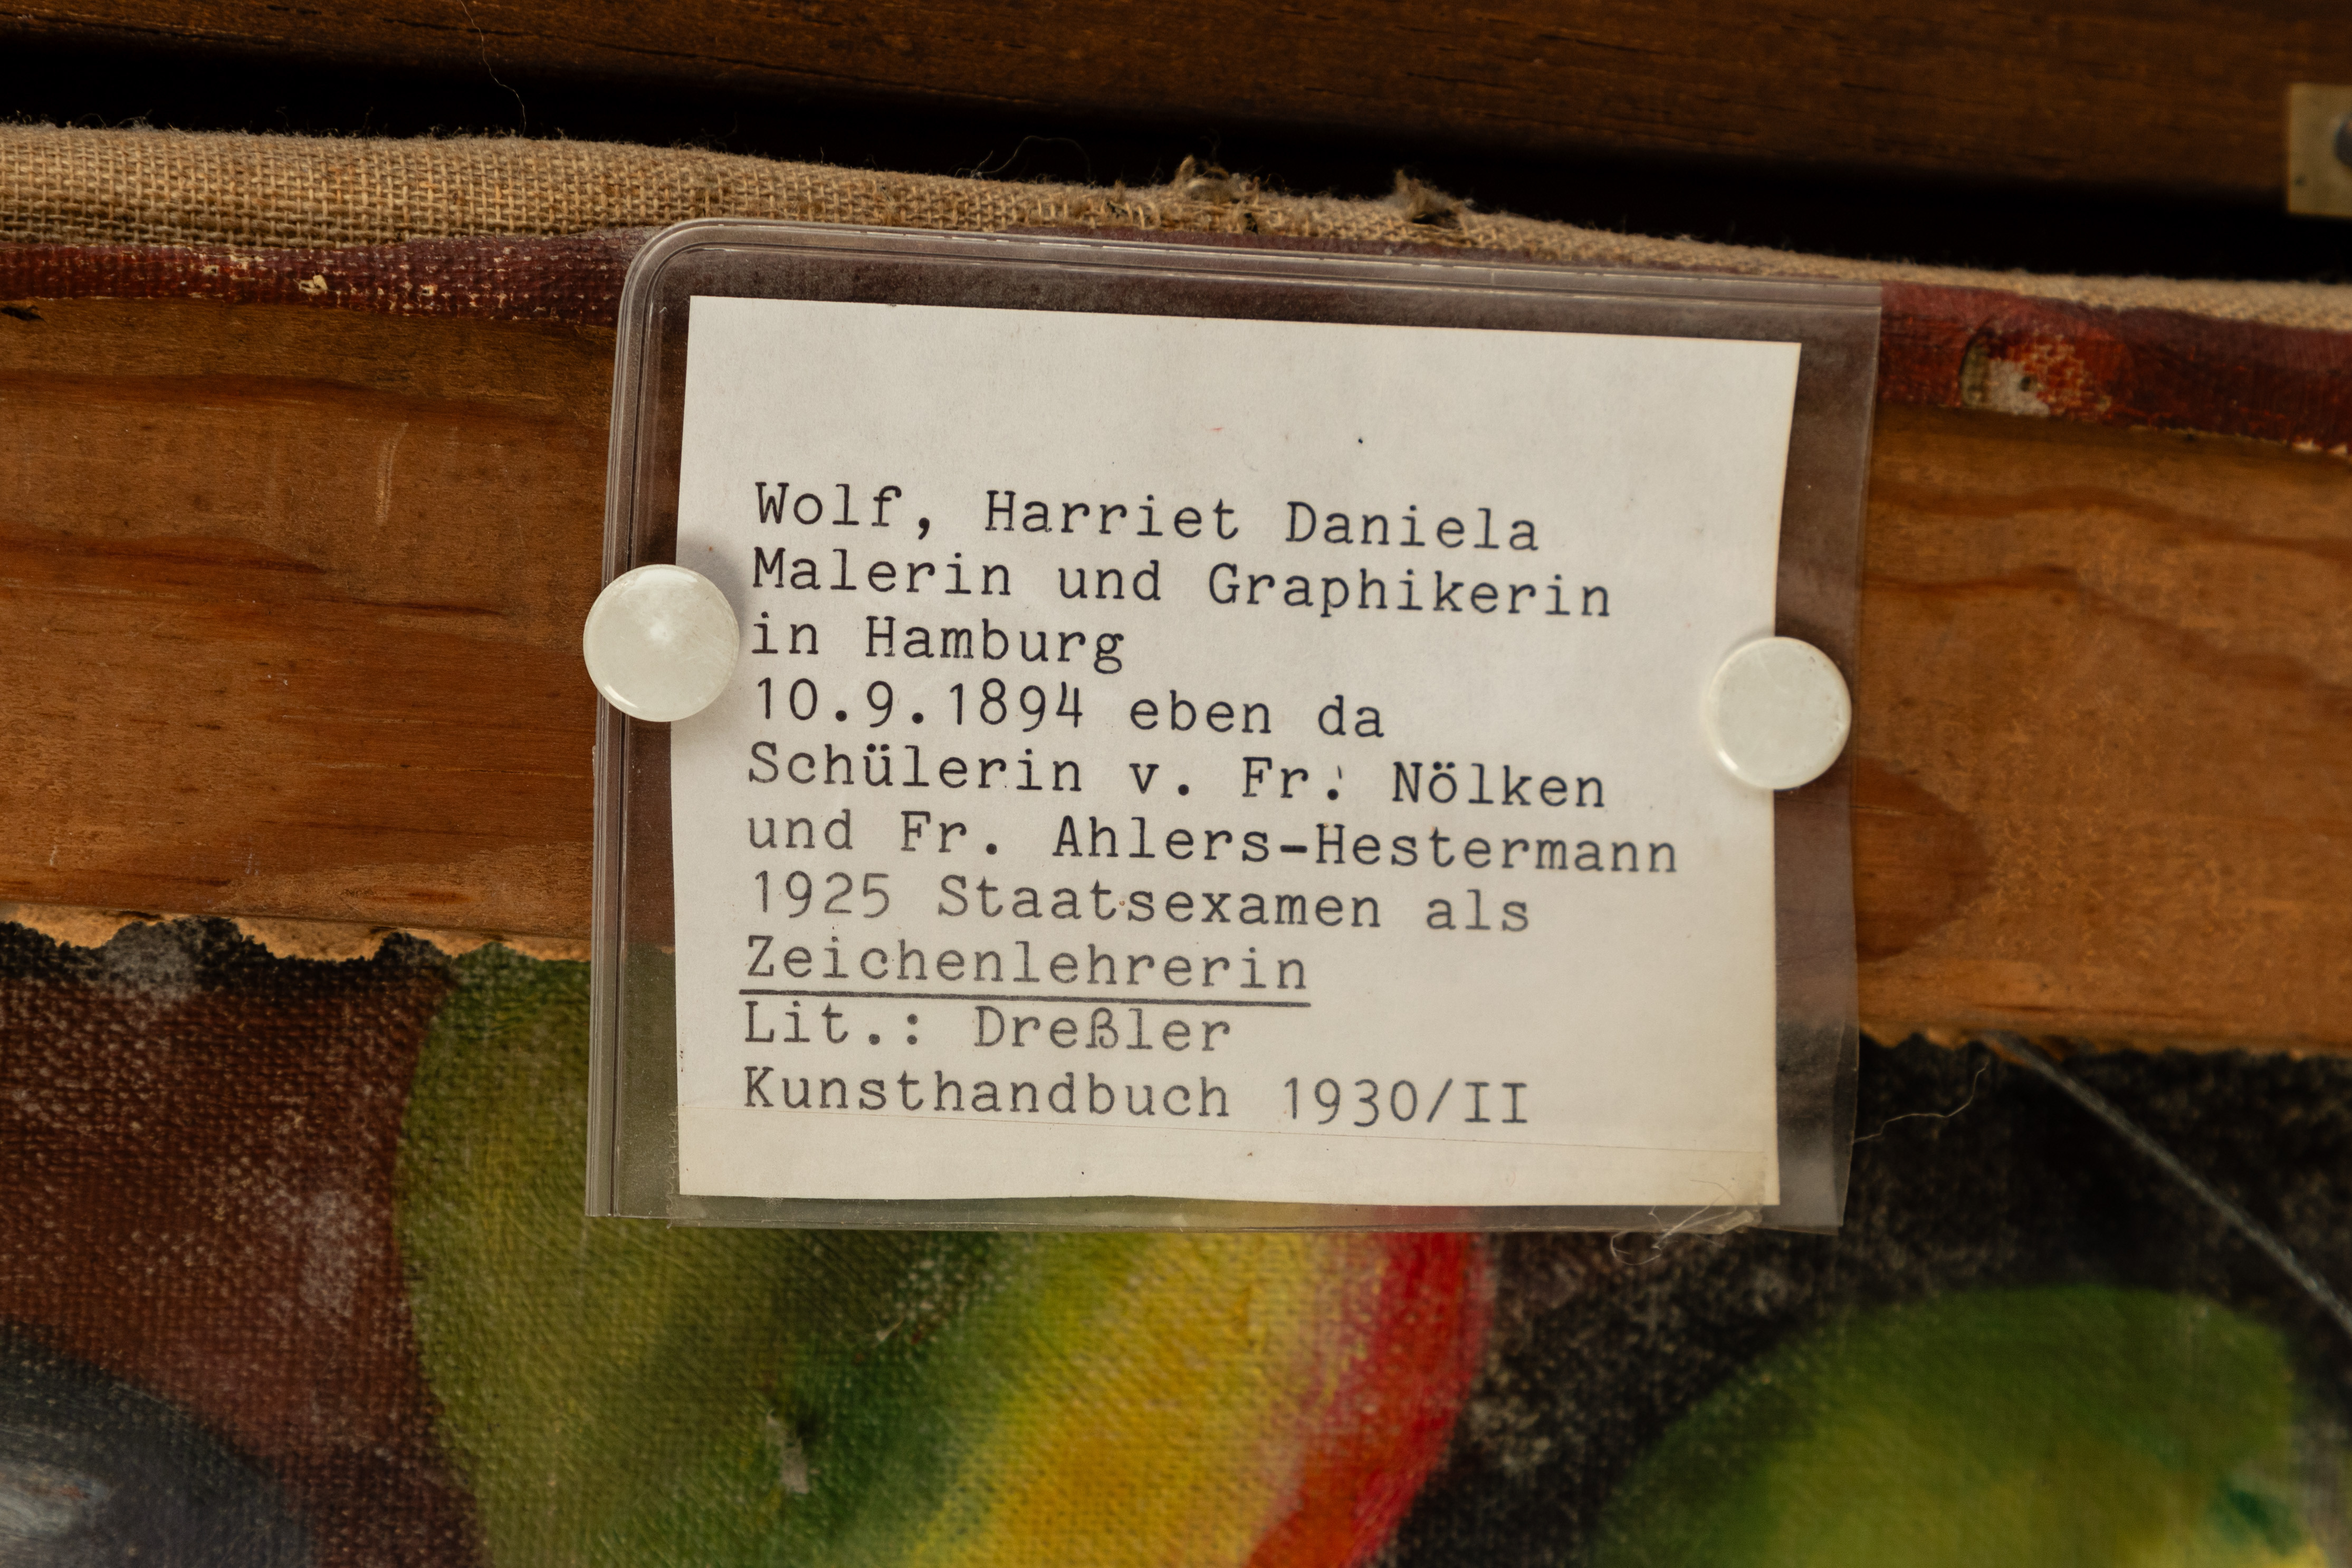 Wolf, Harriet Daniela
Malerin und Graphikerin
in Hamburg
10.9.1894 eben da
Schülerin v. Fr. Nölken
und Fr. Ahlers-Hestermann
1925 Staatsexamen als
Zeichenlehrerin
Lit.: Dreßler
Kunsthandbuch 1930/II